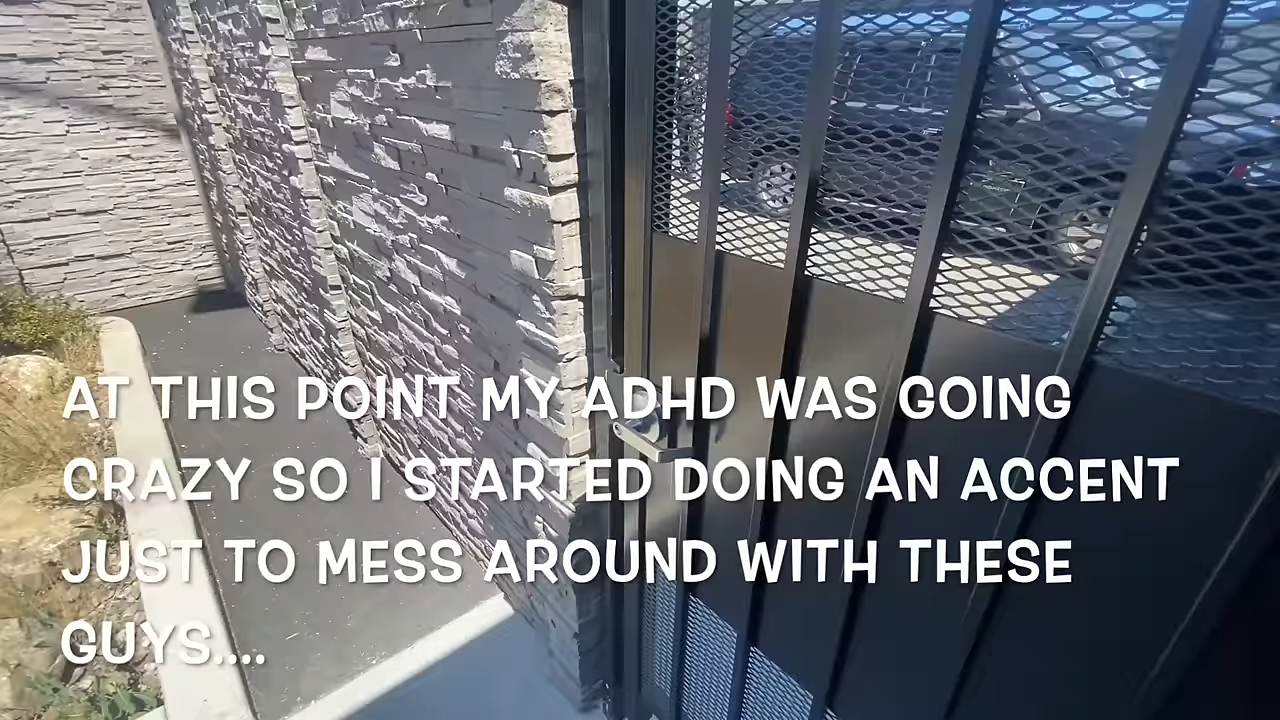 AT THIS POINT MY ADHD WAS GOING
CRAZY SO I STARTED DOING AN ACCENT
JUST TO MESS AROUND WITH THESE
GUYS....